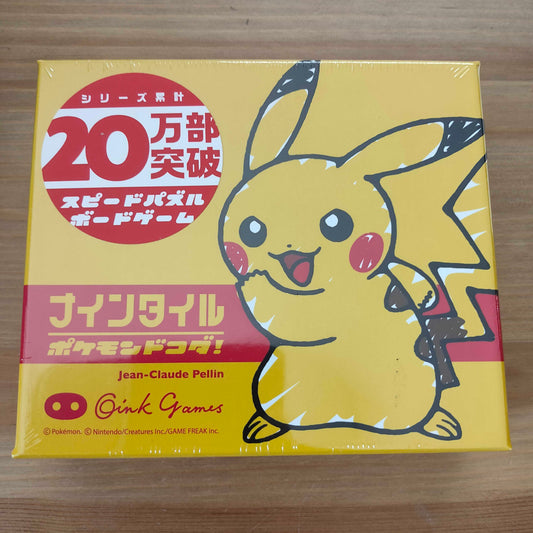 シリーズ累計
20万部
突破
スピードパズル
ボードゲーム
ナインタイル
ポケモンドコダ!
Jean-Claude Pellin
Oink Games
©Pokémon. ©Nintendo/Creatures Inc./GAME FREAK inc.